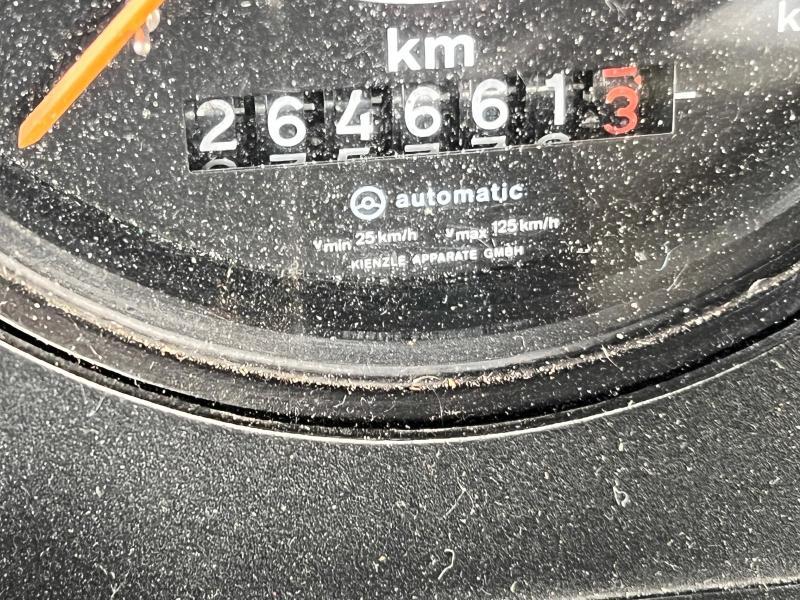 km
k
2646613
automatic
vmin 25 km/h vmax 125 km/h
KIENZLE APPARATE GMBH